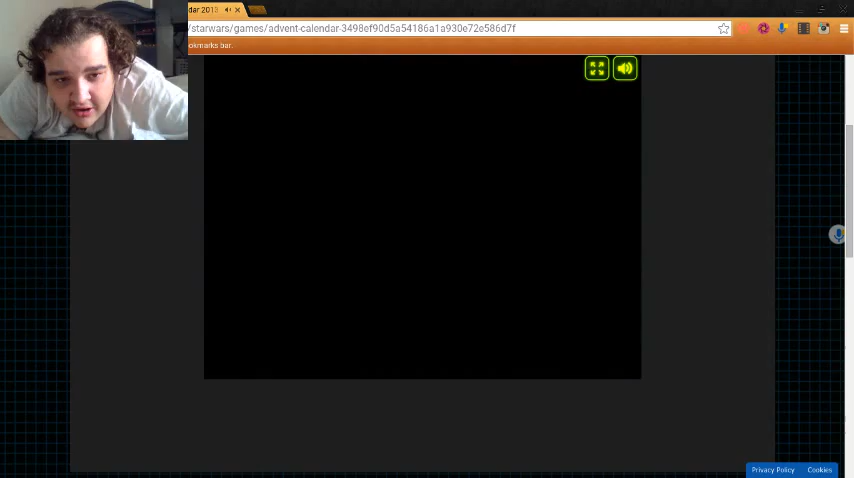 dar 2013
/starwars/games/advent-calendar-3498ef90d5a54186a1a930e72e586d7f
okmarks bar.
Privacy Policy Cookies